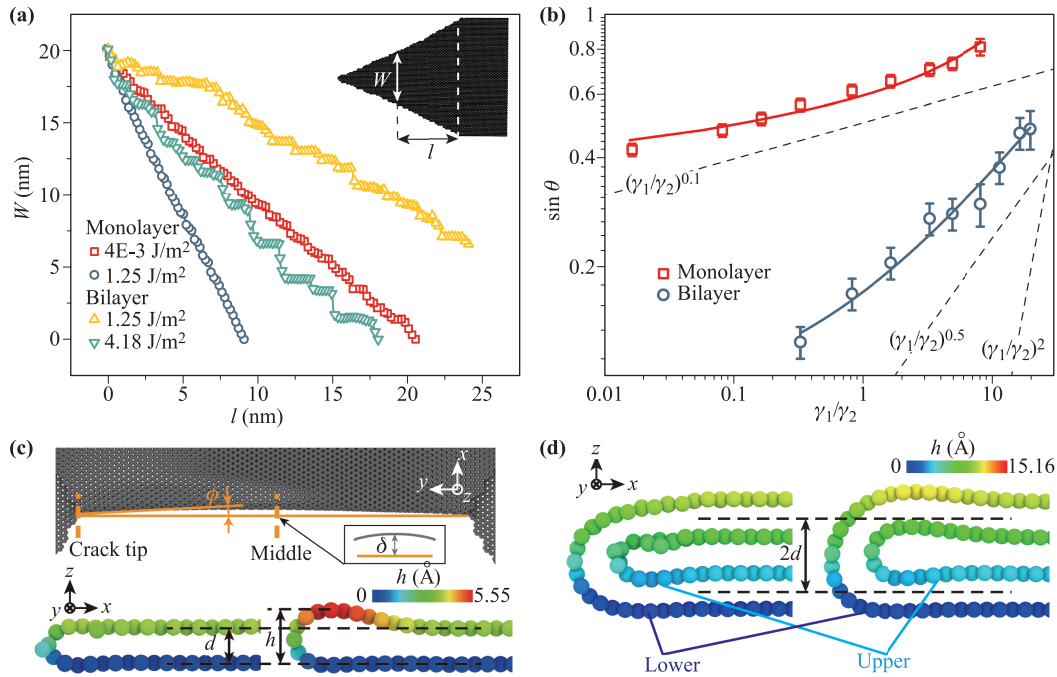 (a)
20
15
10
5
0
W (nm)
W
l
Monolayer
4E-3 J/m²
1.25 J/m²
Bilayer
1.25 J/m²
4.18 J/m²
0 5 10 15 20 25
l (nm)
(b)
1
0.8
0.6
0.4
0.2
sin θ
(γ₁/γ₂)^0.1
Monolayer
Bilayer
(γ₁/γ₂)^0.5
(γ₁/γ₂)²
0.01 0.1 1 10
γ₁/γ₂
(c)
x
y
z
ϕ
Crack tip
Middle
δ
h (Å)
0 5.55
z
y
x
d
h
(d)
z
y
x
h (Å)
0 15.16
2d
Lower
Upper